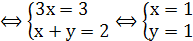 ⇔ {3x = 3 ⇔ {x = 1
x + y = 2 y = 1